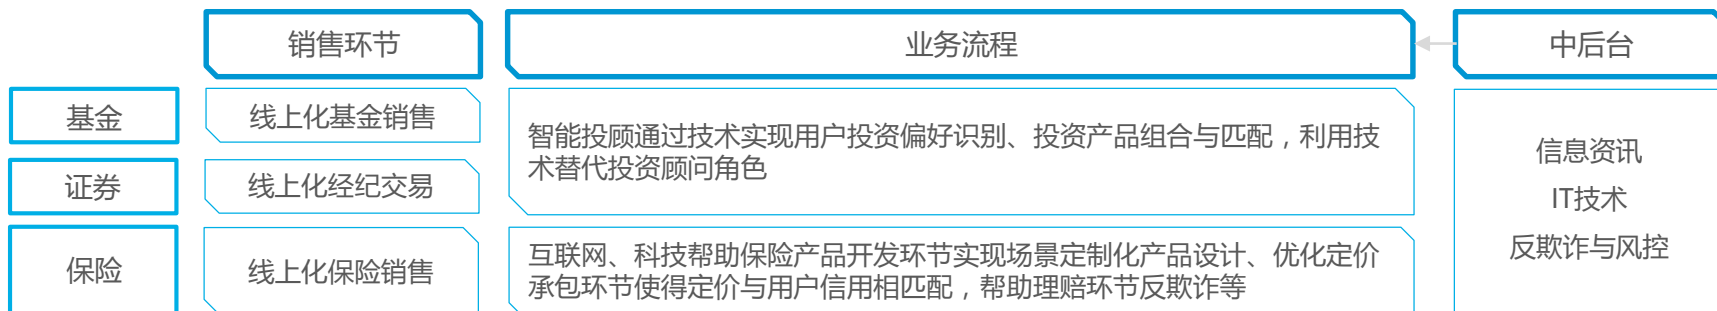 销售环节
业务流程
中后台
基金
线上化基金销售
智能投顾通过技术实现用户投资偏好识别、投资产品组合与匹配，利用技
术替代投资顾问角色
证券
线上化经纪交易
信息资讯
IT技术
反欺诈与风控
保险
线上化保险销售
互联网、科技帮助保险产品开发环节实现场景定制化产品设计、优化定价
承包环节使得定价与用户信用相匹配，帮助理赔环节反欺诈等